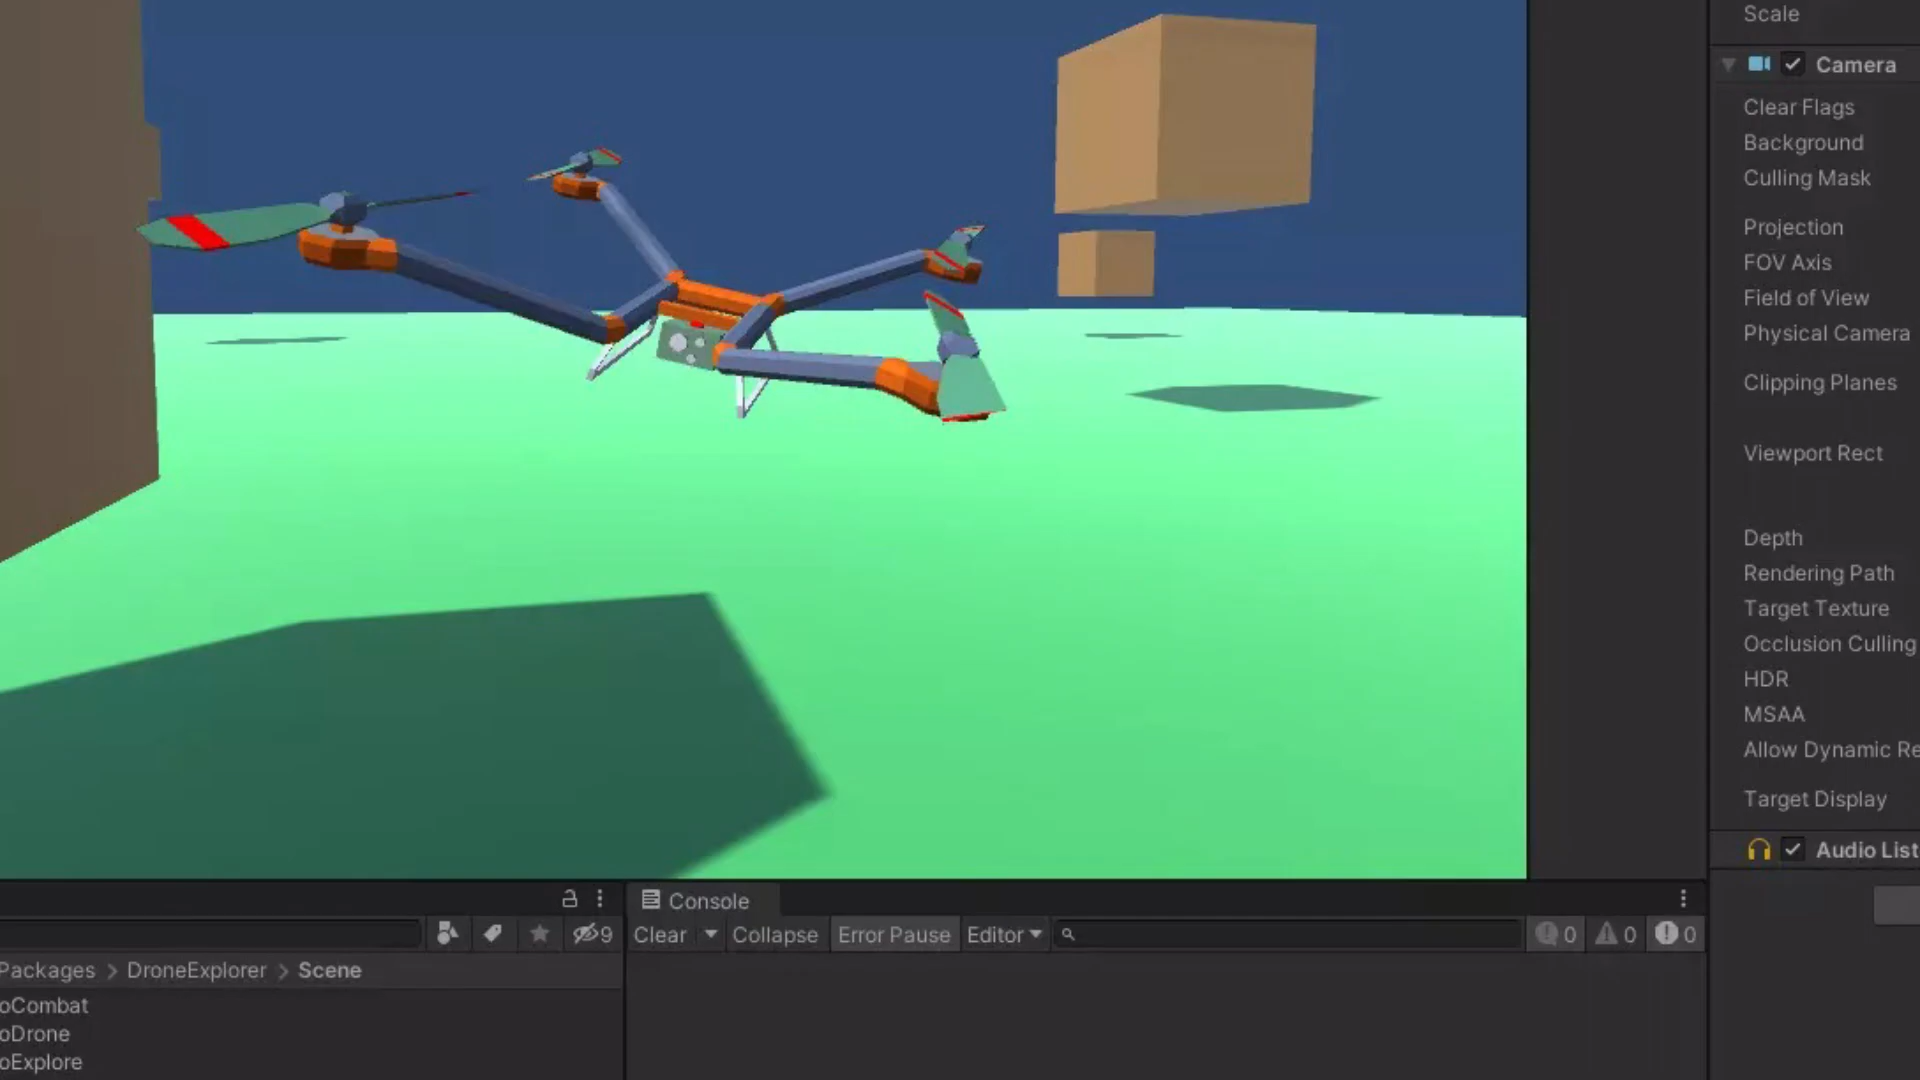 Scale
Camera
Clear Flags
Background
Culling Mask
Projection
FOV Axis
Field of View
Physical Camera
Clipping Planes
Viewport Rect
Depth
Rendering Path
Target Texture
Occlusion Culling
HDR
MSAA
Allow Dynamic Re
Target Display
Audio List
9
Packages > DroneExplorer > Scene
oCombat
oDrone
oExplore
Console
Clear Collapse Error Pause Editor 0 0 0